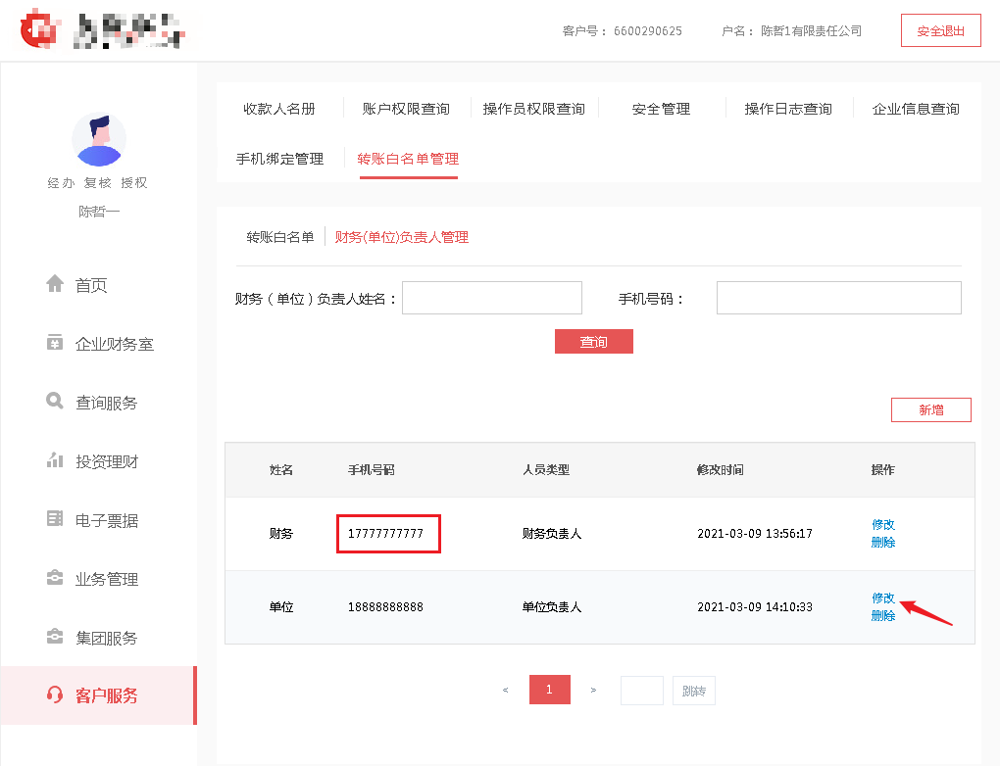 客户号： 6600290625 户名： 陈哲1有限责任公司 安全退出
收款人名册 账户权限查询 操作员权限查询 安全管理 操作日志查询 企业信息查询
手机绑定管理 转账白名单管理
经办 复核 授权
陈哲一
首页
企业财务室
查询服务
投资理财
电子票据
业务管理
集团服务
客户服务
转账白名单 财务(单位)负责人管理
财务（单位）负责人姓名： 手机号码：
查询
新增
姓名 手机号码 人员类型 修改时间 操作
财务 17777777777 财务负责人 2021-03-09 13:56:17 修改
删除
单位 18888888888 单位负责人 2021-03-09 14:10:33 修改
删除
< 1 > 跳转